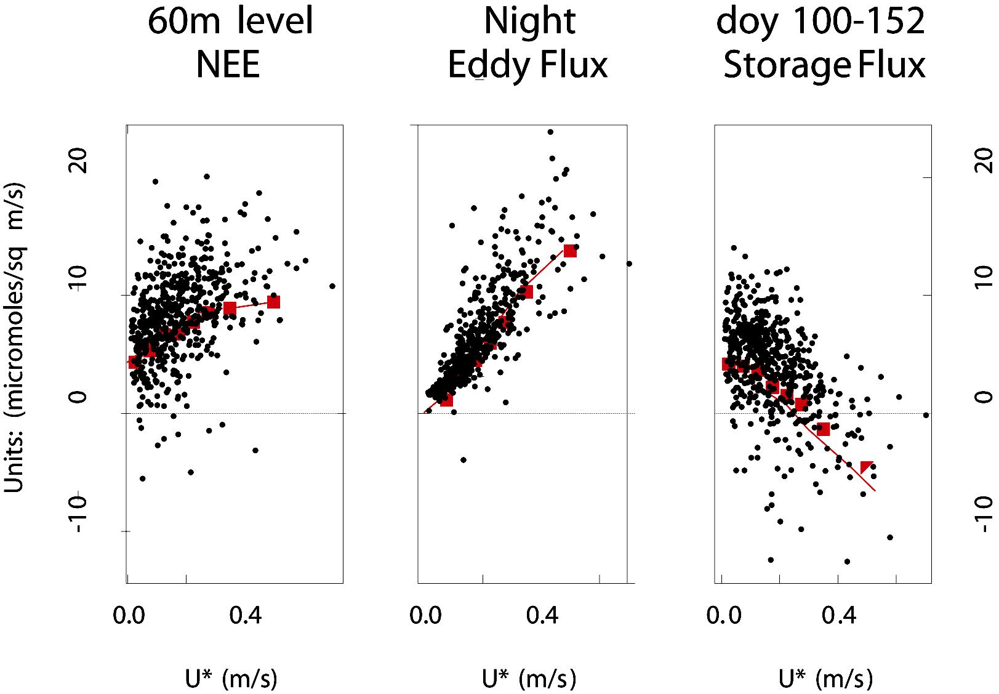 60m level
NEE
Night
Eddy Flux
doy 100-152
Storage Flux
Units: (micromoles/sq m/s)
20
10
0
-10
20
10
0
-10
0.0 0.4
0.0 0.4
0.0 0.4
U* (m/s)
U* (m/s)
U* (m/s)